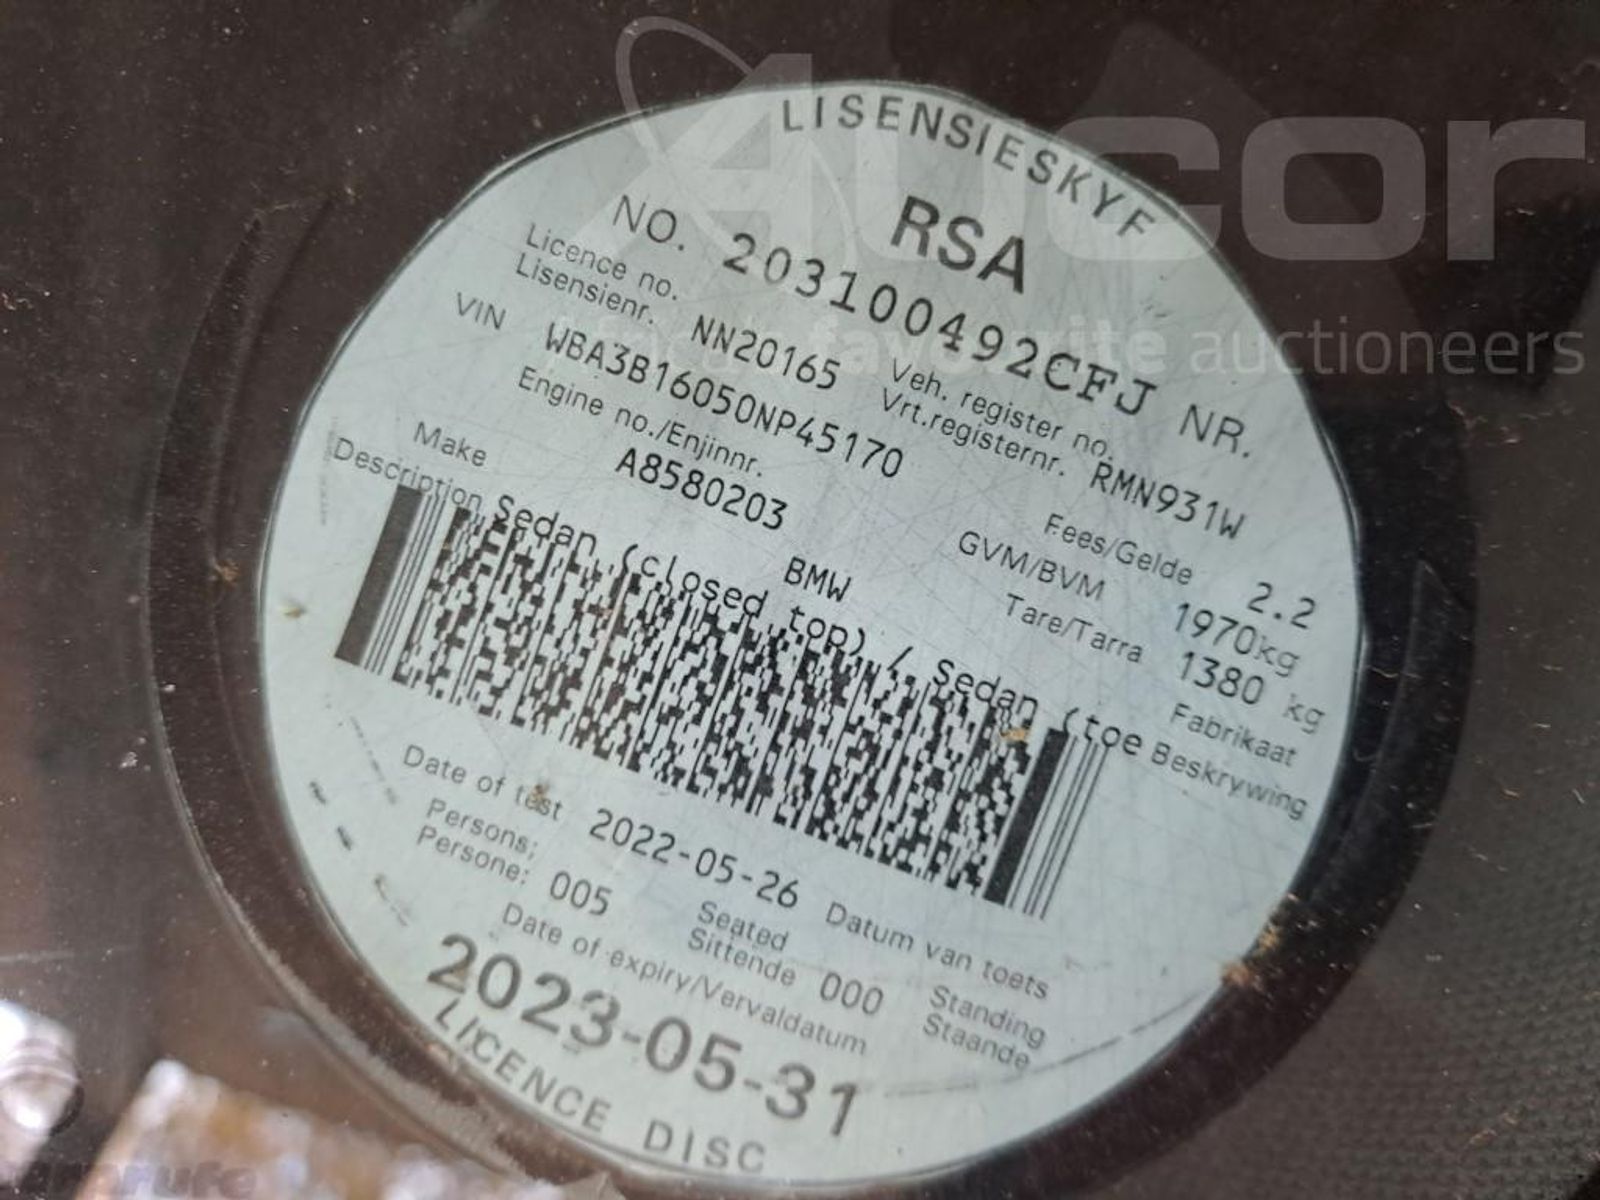 LISENSIESKYF
RSA
NO. 203100492CFJ NR.
Licence no.
Lisensienr. NN20165 Veh. register no.
Vrt.registernr. RMN931W
VIN WBA3B16050NP45170
Engine no./Enjinnr.
A8580203
Fees/Gelde 2.2
GVM/BVM 1970kg
Tare/Tarra 1380 kg
Make BMW Fabrikaat
Description Sedan (closed top) / Sedan (toe Beskrywing
Date of test 2022-05-26 Datum van toets
Persons;
Persone: 005 Seated
Sittende 000 Standing
Staande
Date of expiry/Vervaldatum
2023-05-31
LICENCE DISC
Aucor
favourite auctioneers